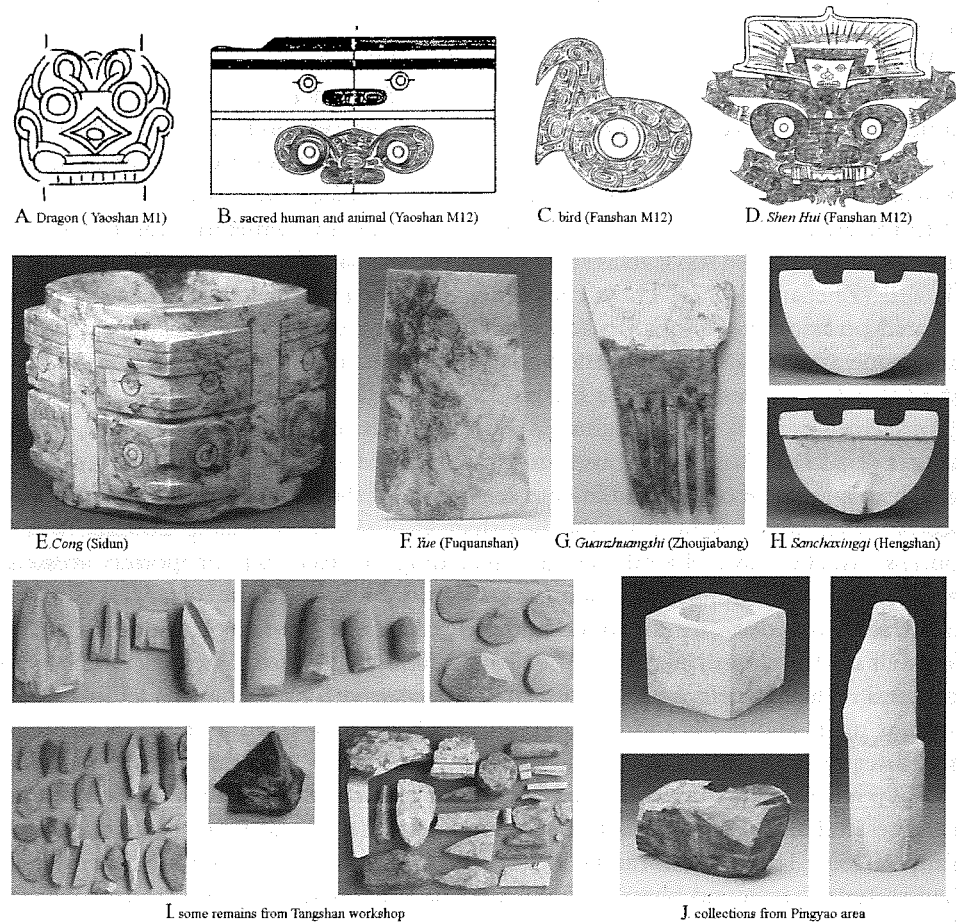 A. Dragon ( Yaoshan M1)
B. sacred human and animal (Yaoshan M12)
C. bird (Fanshan M12)
D. Shen Hui (Fanshan M12)
E. Cong (Sidun)
F. Yue (Fuquanshan)
G. Guanzhuangshi (Zhoujiabang)
H. Sanchaxingqi (Hengshan)
I. some remains from Tangshan workshop
J. collections from Pingyao area